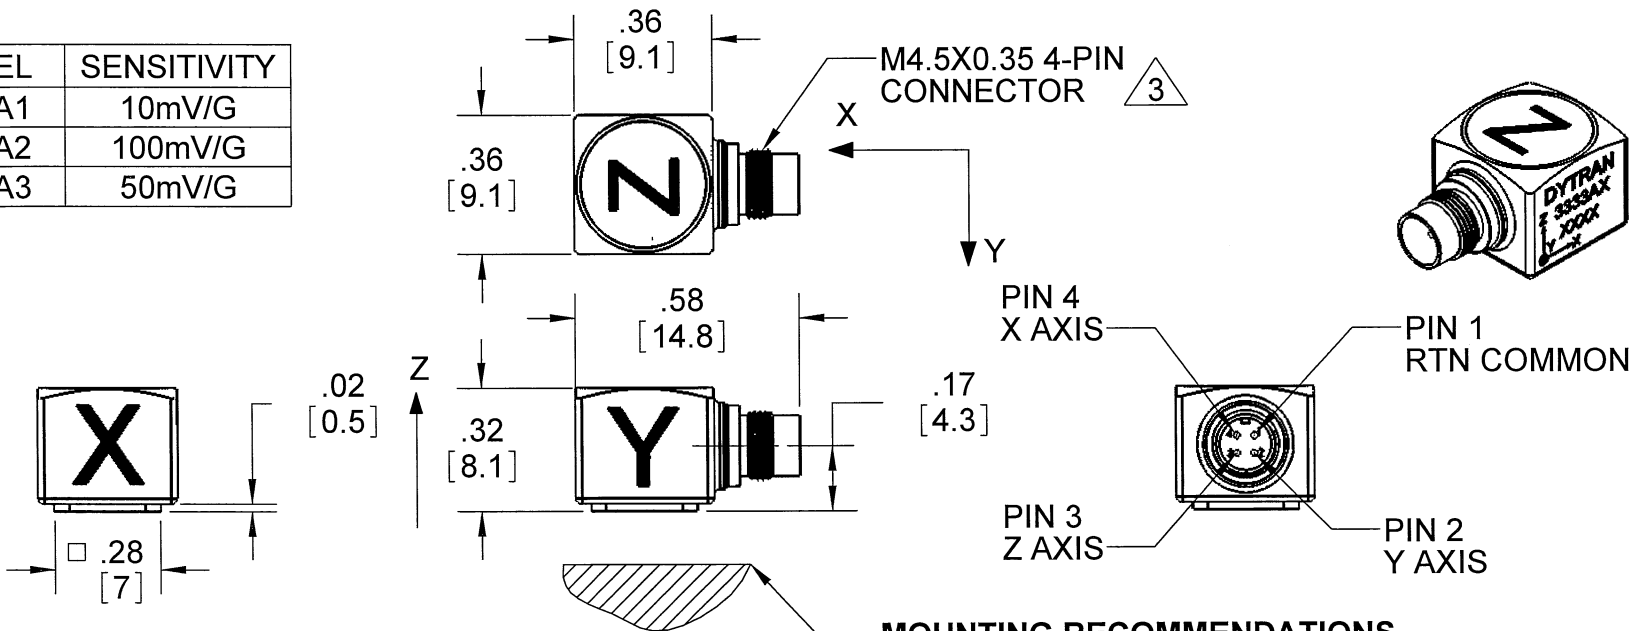 EL SENSITIVITY
A1 10mV/G
A2 100mV/G
A3 50mV/G
.36
[9.1]
M4.5X0.35 4-PIN
CONNECTOR 3
.36
[9.1]
N
X
Y
N
DYTRAN
3333AX
XXXX
Z
Y X
.58
[14.8]
PIN 4
X AXIS
PIN 1
RTN COMMON
X
.02
[0.5]
Z
.32
[8.1]
Y
.17
[4.3]
PIN 3
Z AXIS
PIN 2
Y AXIS
.28
[7]
MOUNTING RECOMMENDATIONS